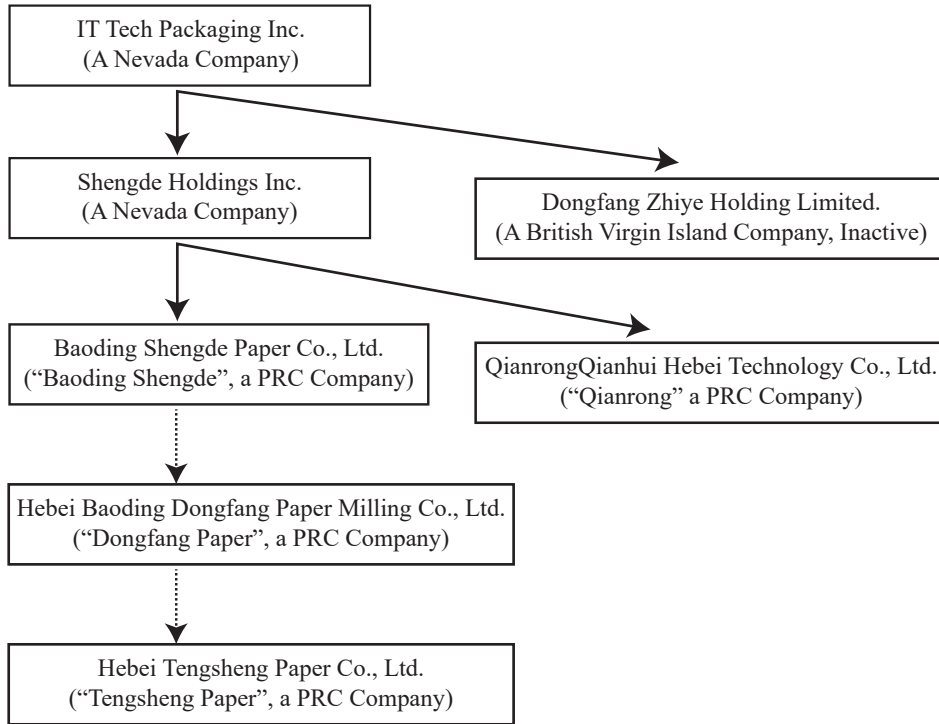 IT Tech Packaging Inc.
(A Nevada Company)
Shengde Holdings Inc.
(A Nevada Company)
Dongfang Zhiye Holding Limited.
(A British Virgin Island Company, Inactive)
Baoding Shengde Paper Co., Ltd.
(“Baoding Shengde”, a PRC Company)
QianrongQianhui Hebei Technology Co., Ltd.
(“Qianrong” a PRC Company)
Hebei Baoding Dongfang Paper Milling Co., Ltd.
(“Dongfang Paper”, a PRC Company)
Hebei Tengsheng Paper Co., Ltd.
(“Tengsheng Paper”, a PRC Company)